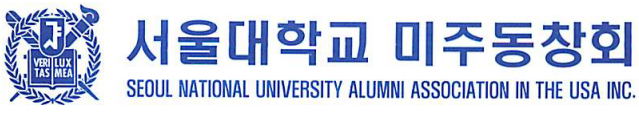 VERI LUX
TAS MEA
서울대학교 미주동창회
SEOUL NATIONAL UNIVERSITY ALUMNI ASSOCIATION IN THE USA INC.